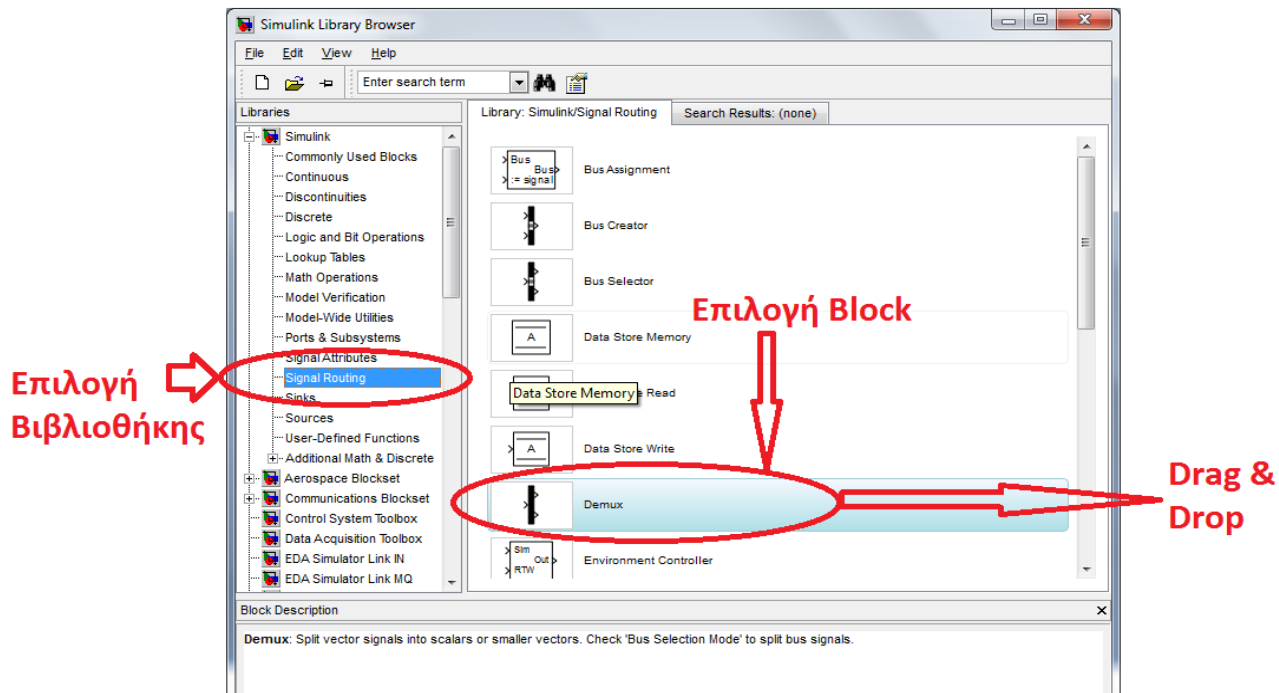 Simulink Library Browser
File Edit View Help
Enter search term
Libraries
Library: Simulink/Signal Routing
Search Results: (none)
Simulink
Commonly Used Blocks
Continuous
Discontinuities
Discrete
Logic and Bit Operations
Lookup Tables
Math Operations
Model Verification
Model-Wide Utilities
Ports & Subsystems
Signal Attributes
Signal Routing
Sinks
Sources
User-Defined Functions
Additional Math & Discrete
Aerospace Blockset
Communications Blockset
Control System Toolbox
Data Acquisition Toolbox
EDA Simulator Link IN
EDA Simulator Link MQ
Bus
Bus
:= signal
Bus Assignment
Bus Creator
Bus Selector
A
Data Store Memory
Data Store Memory
Read
A
Data Store Write
Demux
Sim
Out
RTW
Environment Controller
Επιλογή
Βιβλιοθήκης
Επιλογή Block
Drag &
Drop
Block Description
Demux: Split vector signals into scalars or smaller vectors. Check 'Bus Selection Mode' to split bus signals.